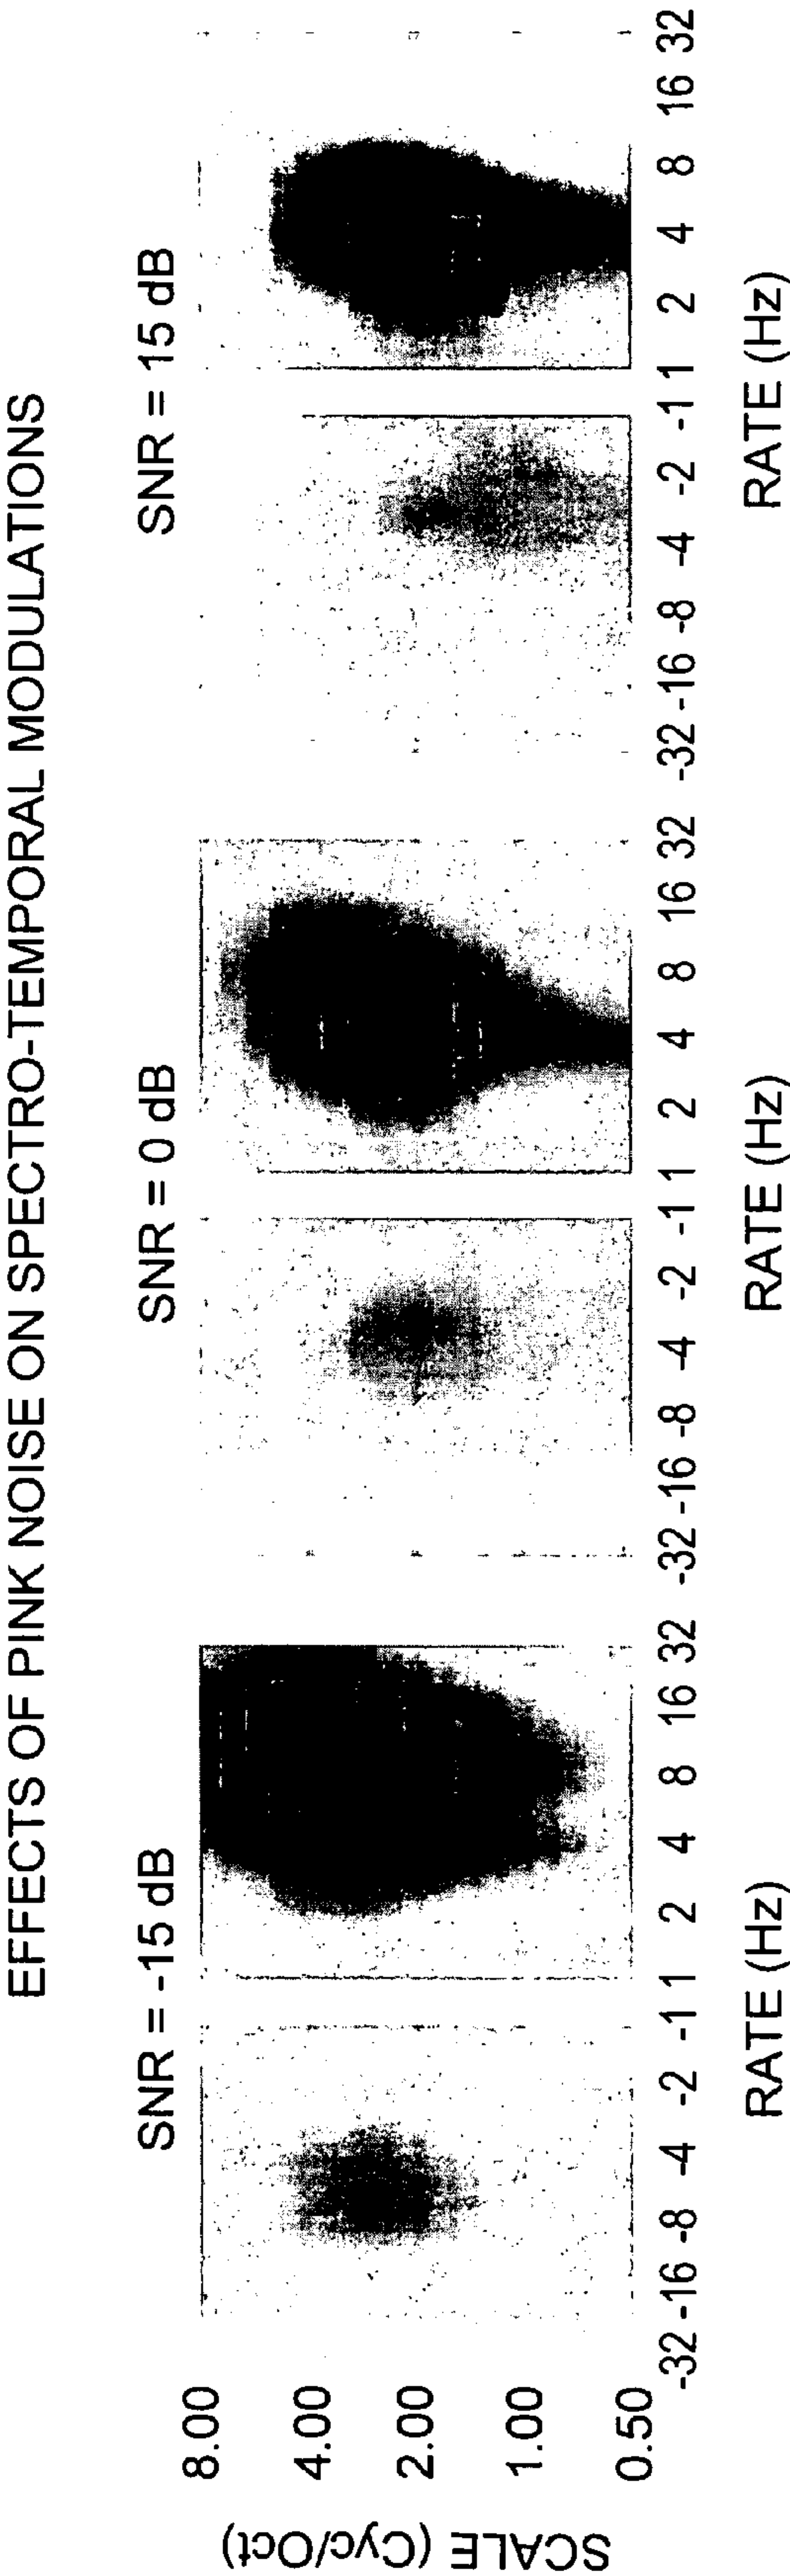 EFFECTS OF PINK NOISE ON SPECTRO-TEMPORAL MODULATIONS
SNR = -15 dB
SNR = 0 dB
SNR = 15 dB
SCALE (Cyc/Oct)
8.00
4.00
2.00
1.00
0.50
-32 -16 -8 -4 -2 -1 1 2 4 8 16 32
-32 -16 -8 -4 -2 -1 1 2 4 8 16 32
-32 -16 -8 -4 -2 -1 1 2 4 8 16 32
RATE (Hz)
RATE (Hz)
RATE (Hz)